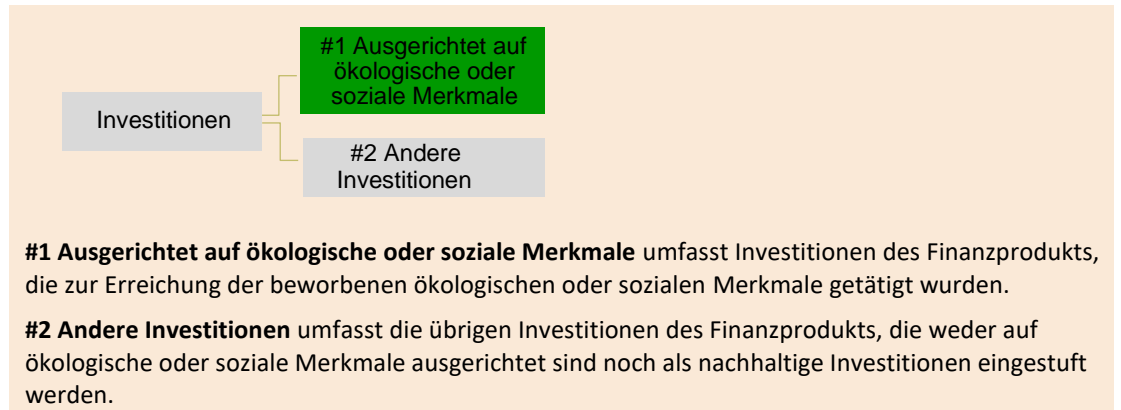 #1 Ausgerichtet auf
ökologische oder
soziale Merkmale
Investitionen
#2 Andere
Investitionen
#1 Ausgerichtet auf ökologische oder soziale Merkmale umfasst Investitionen des Finanzprodukts,
die zur Erreichung der beworbenen ökologischen oder sozialen Merkmale getätigt wurden.
#2 Andere Investitionen umfasst die übrigen Investitionen des Finanzprodukts, die weder auf
ökologische oder soziale Merkmale ausgerichtet sind noch als nachhaltige Investitionen eingestuft
werden.